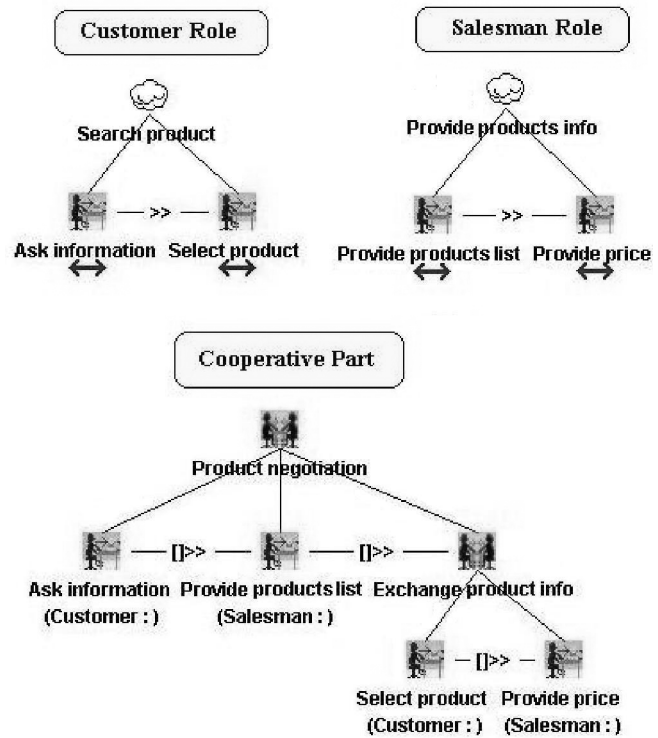 Customer Role
Salesman Role
Search product
Provide products info
>>
>>
Ask information Select product
Provide products list Provide price
Cooperative Part
Product negotiation
[]>> []>>
Ask information Provide products list Exchange product info
(Customer : ) (Salesman : )
[]>>
Select product Provide price
(Customer : ) (Salesman : )